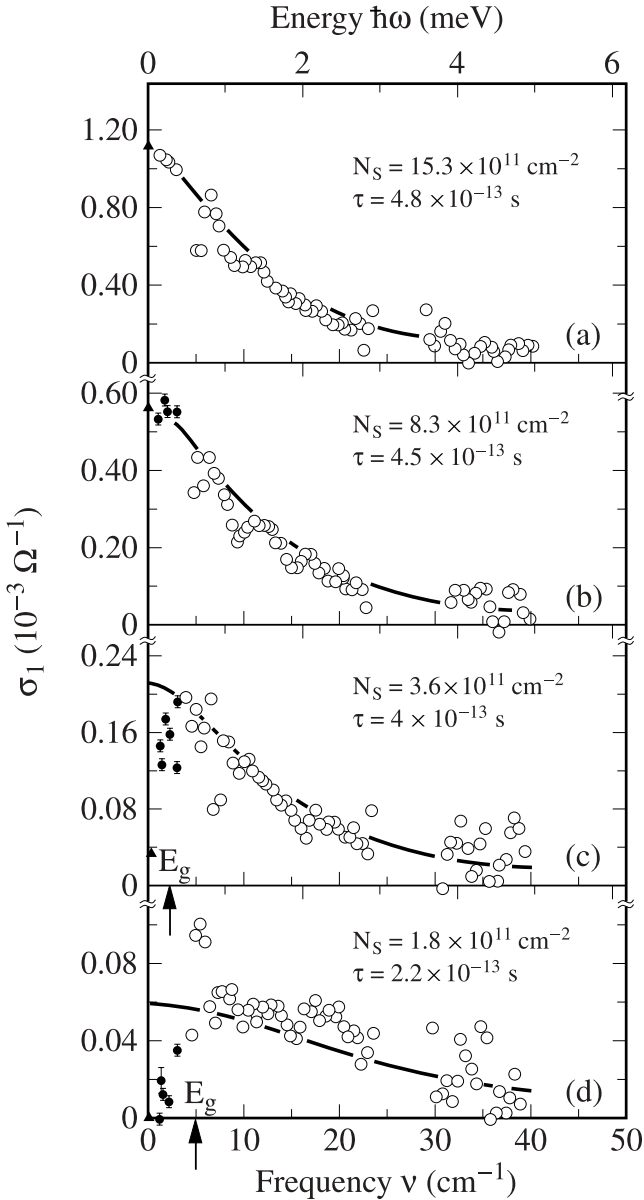 Energy ħω (meV)
0 2 4 6
1.20
N_S = 15.3 × 10^11 cm^−2
τ = 4.8 × 10^−13 s
0.80
0.40
(a)
0
0.60
N_S = 8.3 × 10^11 cm^−2
τ = 4.5 × 10^−13 s
0.40
0.20
(b)
0
σ_1 (10^−3 Ω^−1)
0.24
N_S = 3.6 × 10^11 cm^−2
τ = 4 × 10^−13 s
0.16
0.08
E_g
(c)
0
N_S = 1.8 × 10^11 cm^−2
τ = 2.2 × 10^−13 s
0.08
0.04
E_g
(d)
0
0 10 20 30 40 50
Frequency ν (cm^−1)